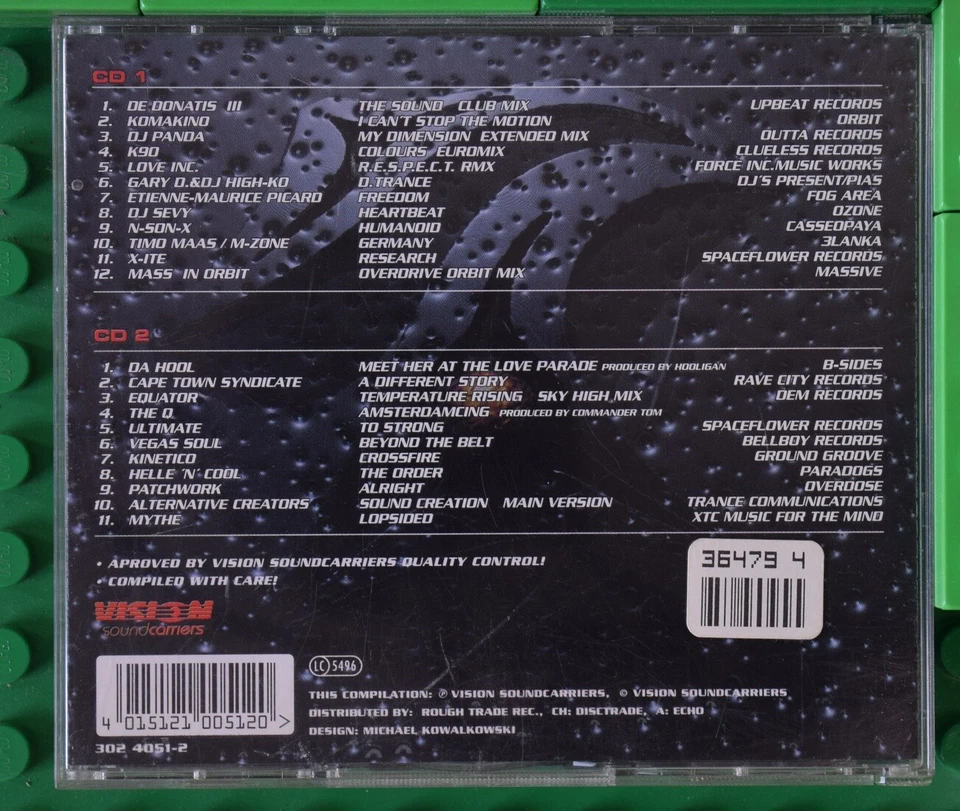 CD 1
1. DE DONATIS III THE SOUND CLUB MIX UPBEAT RECORDS
2. KOMAKINO I CAN'T STOP THE MOTION ORBIT
3. DJ PANDA MY DIMENSION EXTENDED MIX OUTTA RECORDS
4. K90 COLOURS EUROMIX CLUELESS RECORDS
5. LOVE INC. R.E.S.P.E.C.T. RMX FORCE INC.MUSIC WORKS
6. GARY D.&DJ HIGH-KO D.TRANCE DJ'S PRESENT/PIAS
7. ETIENNE-MAURICE PICARD FREEDOM FOG AREA
8. DJ SEVY HEARTBEAT OZONE
9. N-SON-X HUMANOID CASSEOPAYA
10. TIMO MAAS / M-ZONE GERMANY 3LANKA
11. X-ITE RESEARCH SPACEFLOWER RECORDS
12. MASS IN ORBIT OVERDRIVE ORBIT MIX MASSIVE
CD 2
1. DA HOOL MEET HER AT THE LOVE PARADE PRODUCED BY HOOLIGAN B-SIDES
2. CAPE TOWN SYNDICATE A DIFFERENT STORY RAVE CITY RECORDS
3. EQUATOR TEMPERATURE RISING SKY HIGH MIX DEM RECORDS
4. THE Q AMSTERDAMCING PRODUCED BY COMMANDER TOM
5. ULTIMATE TO STRONG SPACEFLOWER RECORDS
6. VEGAS SOUL BEYOND THE BELT BELLBOY RECORDS
7. KINETICO CROSSFIRE GROUND GROOVE
8. HELLE 'N' COOL THE ORDER PARADOGS
9. PATCHWORK ALRIGHT OVERDOSE
10. ALTERNATIVE CREATORS SOUND CREATION MAIN VERSION TRANCE COMMUNICATIONS
11. MYTHE LOPSIDED XTC MUSIC FOR THE MIND
• APROVED BY VISION SOUNDCARRIERS QUALITY CONTROL!
• COMPILED WITH CARE!
36479 4
VISION
soundcarriers
LC 5496
4 015121 005120 >
THIS COMPILATION: ℗ VISION SOUNDCARRIERS, © VISION SOUNDCARRIERS
DISTRIBUTED BY: ROUGH TRADE REC., CH: DISCTRADE, A: ECHO
DESIGN: MICHAEL KOWALKOWSKI
302 4051-2